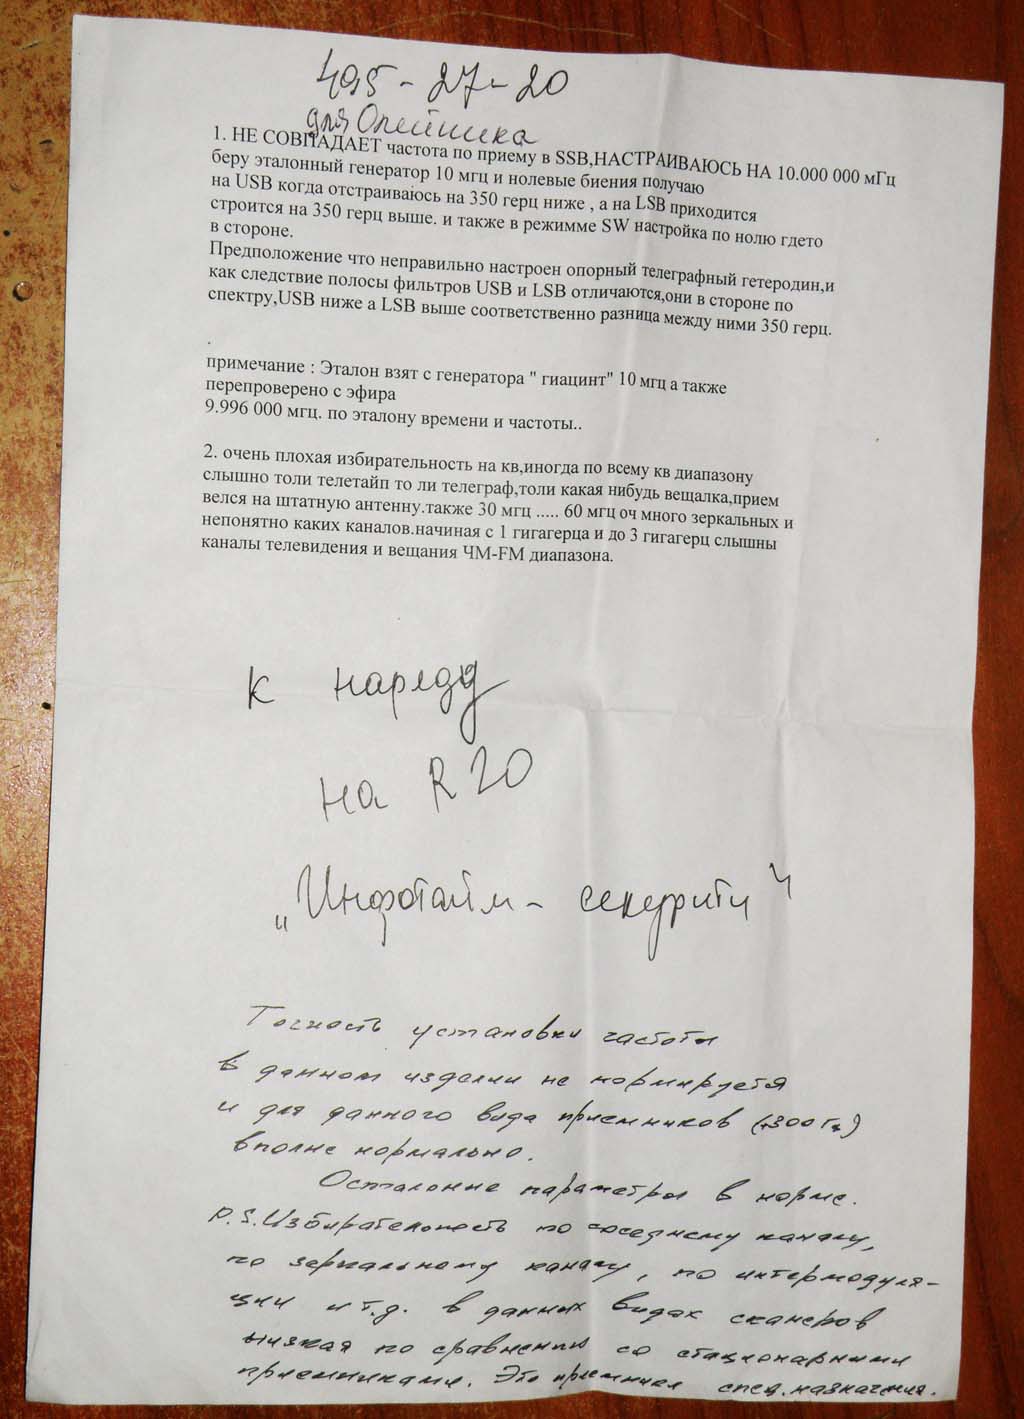 495-27-20
для Олейника
1. НЕ СОВПАДАЕТ частота по приему в SSB,НАСТРАИВАЮСЬ НА 10.000 000 мГц
беру эталонный генератор 10 мгц и нолевые биения получаю
на USB когда отстраиваюсь на 350 герц ниже , а на LSB приходится
строится на 350 герц выше. и также в режимме SW настройка по нолю гдето
в стороне.
Предположение что неправильно настроен опорный телеграфный гетеродин,и
как следствие полосы фильтров USB и LSB отличаются,они в стороне по
спектру,USB ниже а LSB выше соответственно разница между ними 350 герц.
.
примечание : Эталон взят с генератора " гиацинт" 10 мгц а также
перепроверено с эфира
9.996 000 мгц. по эталону времени и частоты..
2. очень плохая избирательность на кв,иногда по всему кв диапазону
слышно толи телетайп то ли телеграф,толи какая нибудь вещалка,прием
велся на штатную антенну.также 30 мгц ..... 60 мгц оч много зеркальных и
непонятно каких каналов.начиная с 1 гигагерца и до 3 гигагерц слышны
каналы телевидения и вещания ЧМ-FM диапазона.
к наряду
на R20
„Инфотайм - секюрити"
Точность установки частоты
в данном изделии не нормируется
и для данного вида приемников (±300 Гц)
вполне нормально.
Остальные параметры в норме.
P.S. Избирательность по соседнему каналу,
по зеркальному каналу, по интермодуля-
ции и т.д. в данных видах сканеров
низкая по сравнению со стационарными
приемниками. Это приемники спец.назначения.